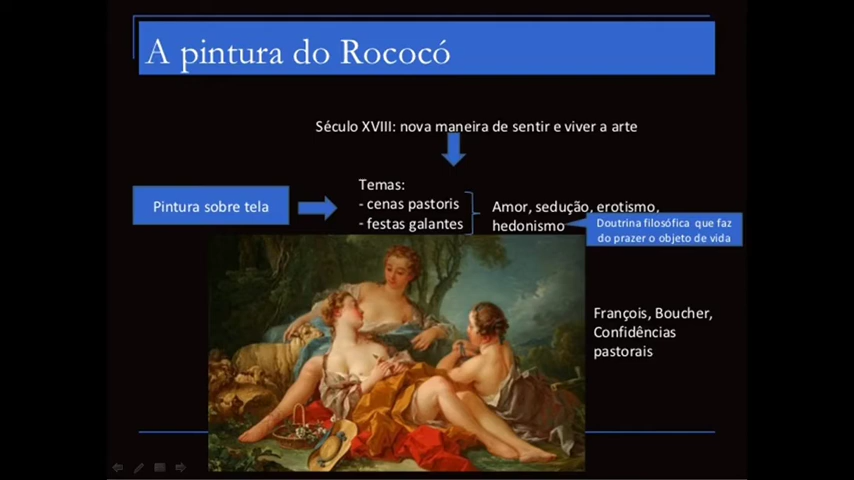 A pintura do Rococó
Século XVIII: nova maneira de sentir e viver a arte
Pintura sobre tela
Temas:
- cenas pastoris
- festas galantes
Amor, sedução, erotismo,
hedonismo
Doutrina filosófica que faz
do prazer o objeto de vida
François, Boucher,
Confidências
pastorais